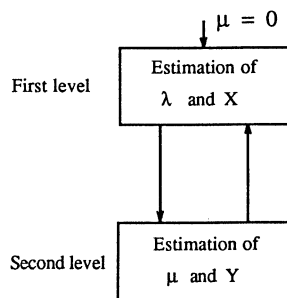 μ = 0
Estimation of
First level
λ and X
Estimation of
Second level
μ and Y